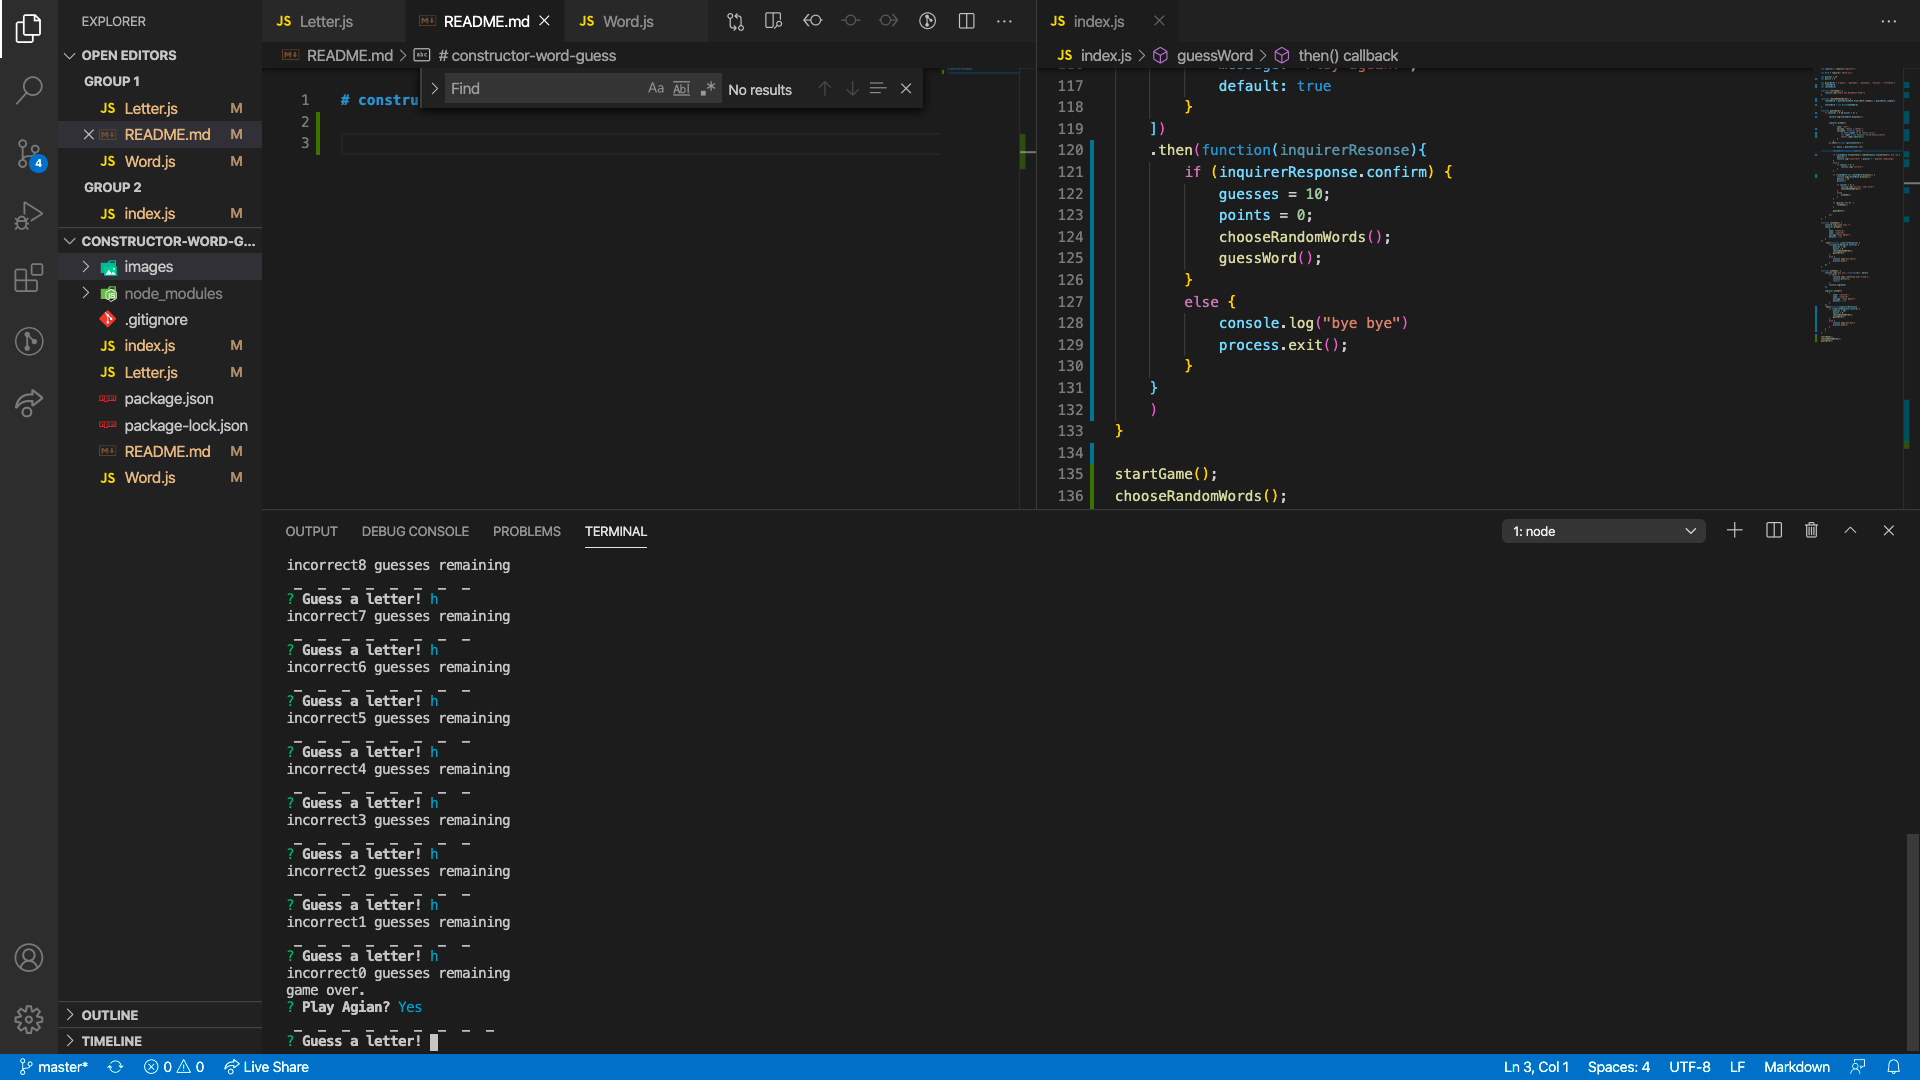 EXPLORER
OPEN EDITORS
GROUP 1
JS Letter.js M
README.md M
JS Word.js M
GROUP 2
JS index.js M
CONSTRUCTOR-WORD-G...
images
node_modules
.gitignore
JS index.js M
JS Letter.js M
package.json
package-lock.json
README.md M
JS Word.js M
OUTLINE
TIMELINE
JS Letter.js
README.md
JS Word.js
README.md > # constructor-word-guess
Find
Aa Abl .* No results
1 # constru
2
3
JS index.js
JS index.js > guessWord > then() callback
117 default: true
118 }
119 ])
120 .then(function(inquirerResonse){
121 if (inquirerResponse.confirm) {
122 guesses = 10;
123 points = 0;
124 chooseRandomWords();
125 guessWord();
126 }
127 else {
128 console.log("bye bye")
129 process.exit();
130 }
131 }
132 )
133 }
134
135 startGame();
136 chooseRandomWords();
OUTPUT DEBUG CONSOLE PROBLEMS TERMINAL
1: node
incorrect8 guesses remaining
_ _ _ _ _ _ _ _
? Guess a letter! h
incorrect7 guesses remaining
_ _ _ _ _ _ _ _
? Guess a letter! h
incorrect6 guesses remaining
_ _ _ _ _ _ _ _
? Guess a letter! h
incorrect5 guesses remaining
_ _ _ _ _ _ _ _
? Guess a letter! h
incorrect4 guesses remaining
_ _ _ _ _ _ _ _
? Guess a letter! h
incorrect3 guesses remaining
_ _ _ _ _ _ _ _
? Guess a letter! h
incorrect2 guesses remaining
_ _ _ _ _ _ _ _
? Guess a letter! h
incorrect1 guesses remaining
_ _ _ _ _ _ _ _
? Guess a letter! h
incorrect0 guesses remaining
game over.
? Play Agian? Yes
_ _ _ _ _ _ _ _ _
? Guess a letter!
master* 0 0 Live Share
Ln 3, Col 1 Spaces: 4 UTF-8 LF Markdown
4